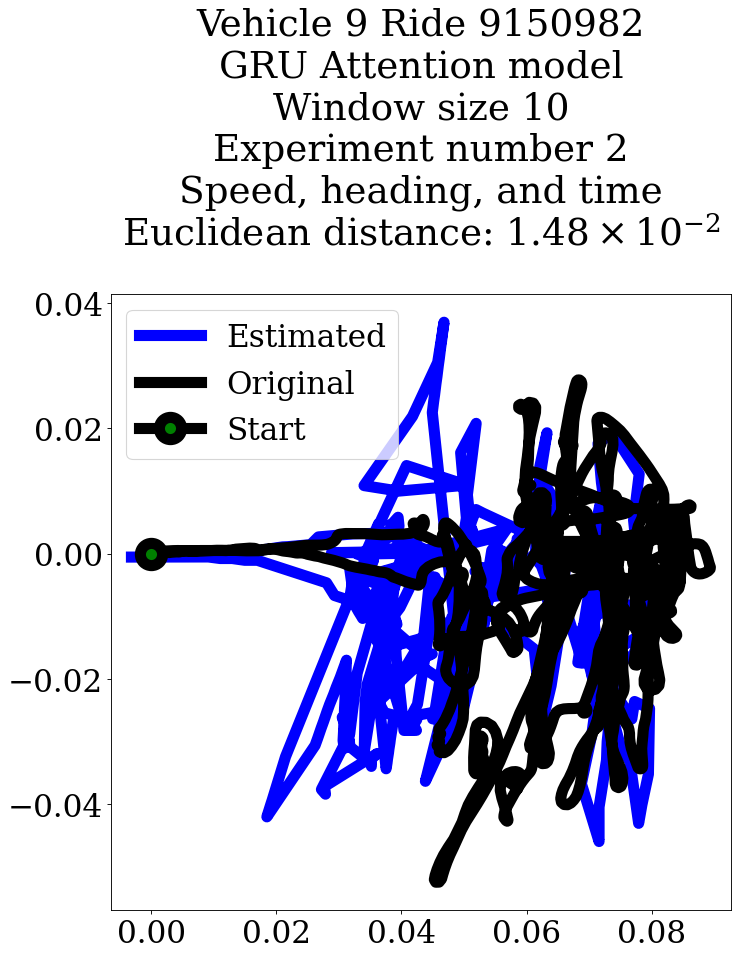 Vehicle 9 Ride 9150982
GRU Attention model
Window size 10
Experiment number 2
Speed, heading, and time
Euclidean distance: 1.48 × 10⁻²
0.04
Estimated
Original
Start
0.02
0.00
−0.02
−0.04
0.00 0.02 0.04 0.06 0.08